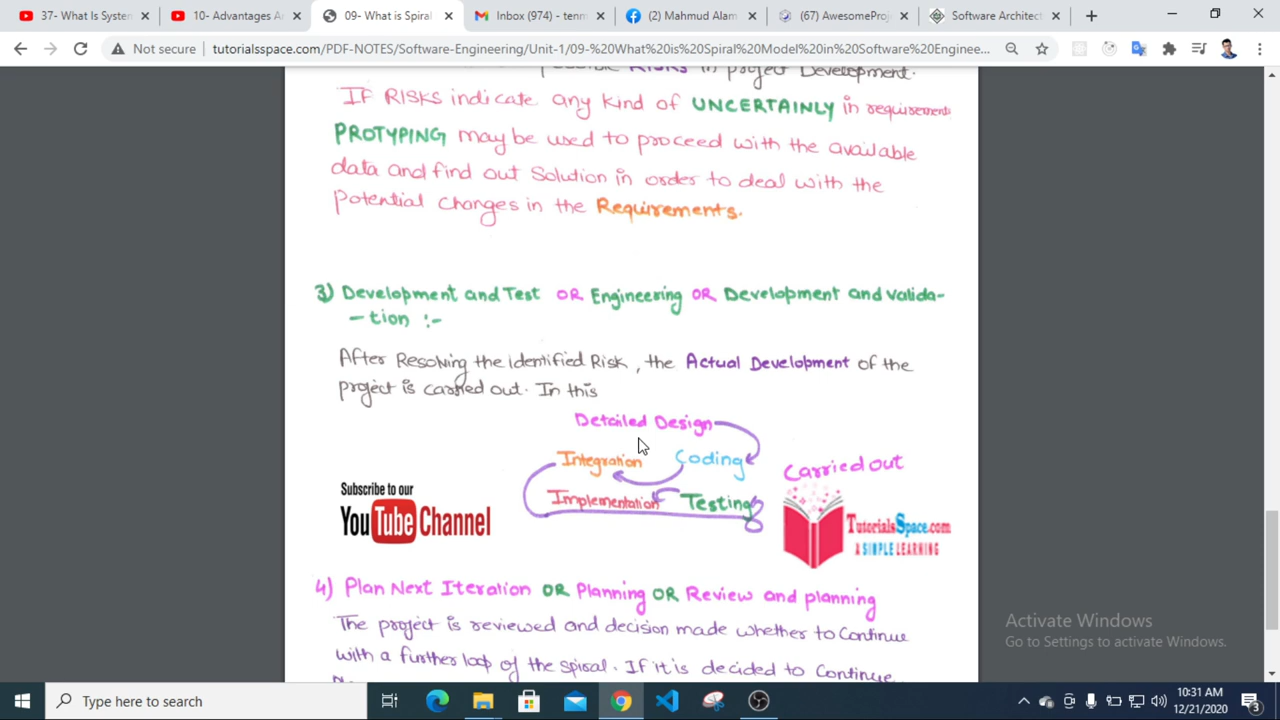 37- What Is System
10- Advantages A
09- What is Spiral
Inbox (974) - tenm
(2) Mahmud Alam
(67) AwesomeProj
Software Architect
Not secure
tutorialsspace.com/PDF-NOTES/Software-Engineering/Unit-1/09-%20What%20is%20Spiral%20Model%20in%20Software%20Enginee...
RISKS in project Development.
IF RISKS indicate any kind of UNCERTAINLY in requirements
PROTYPING may be used to proceed with the available
data and find out Solution in order to deal with the
Potential changes in the Requirements.
3) Development and Test OR Engineering OR Development and valida-
-tion :-
After Resolving the identified Risk, the Actual Development of the
project is carried out. In this
Detailed Design
Integration Coding
Carried out
Implementation Testing
Subscribe to our
YouTube Channel
TutorialsSpace.com
A SIMPLE LEARNING
4) Plan Next Iteration OR Planning OR Review and planning
The project is reviewed and decision made whether to Continue
with a further loop of the spiral. If it is decided to Continue
Activate Windows
Go to Settings to activate Windows.
Type here to search
10:31 AM
12/21/2020
3